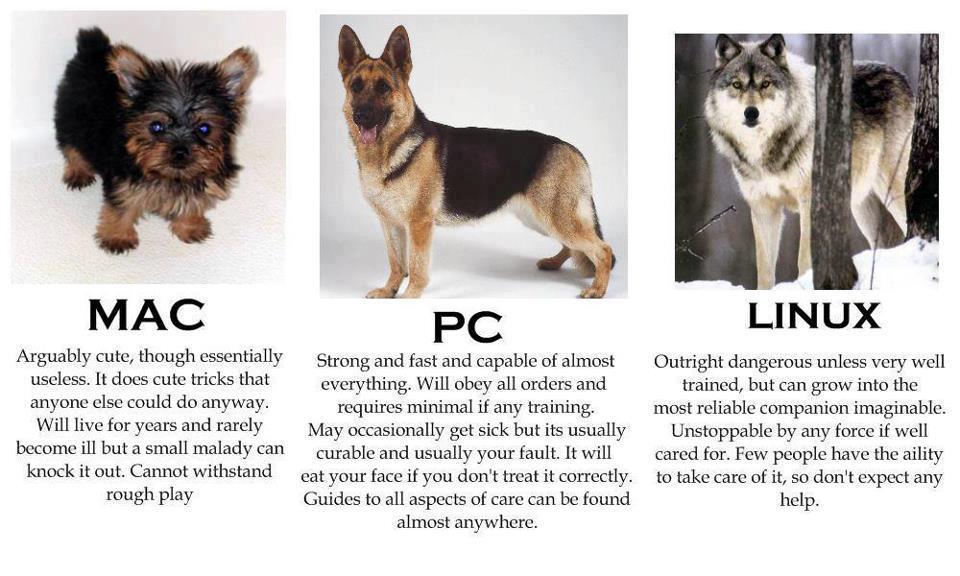 MAC
Arguably cute, though essentially
useless. It does cute tricks that
anyone else could do anyway.
Will live for years and rarely
become ill but a small malady can
knock it out. Cannot withstand
rough play
PC
Strong and fast and capable of almost
everything. Will obey all orders and
requires minimal if any training.
May occasionally get sick but its usually
curable and usually your fault. It will
eat your face if you don't treat it correctly.
Guides to all aspects of care can be found
almost anywhere.
LINUX
Outright dangerous unless very well
trained, but can grow into the
most reliable companion imaginable.
Unstoppable by any force if well
cared for. Few people have the aility
to take care of it, so don't expect any
help.